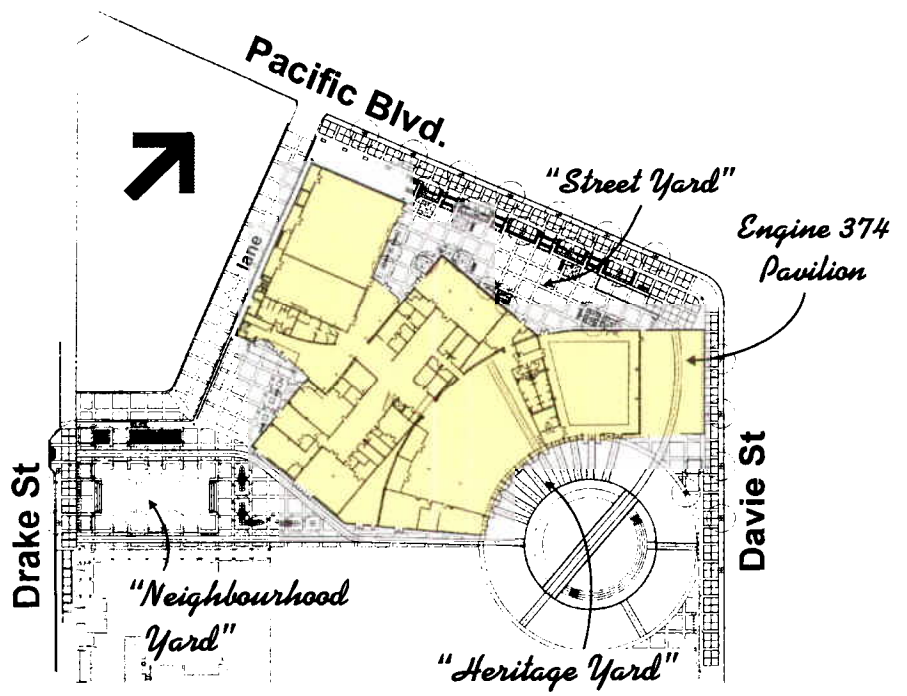 Pacific Blvd.
"Street Yard"
Engine 374
Pavilion
lane
Drake St
Davie St
"Neighbourhood
Yard"
"Heritage Yard"